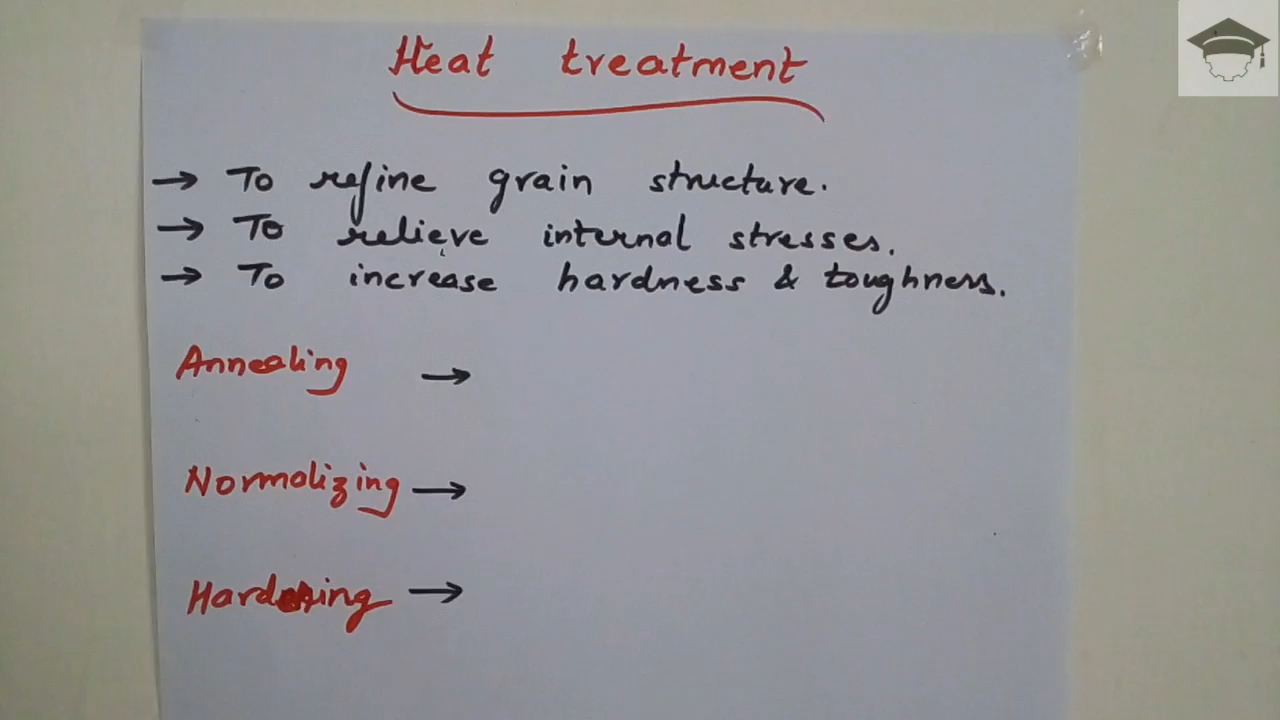 Heat treatment
→ To refine grain structure.
→ To relieve internal stresses.
→ To increase hardness & toughness.
Annealing →
Normalizing →
Hardening →